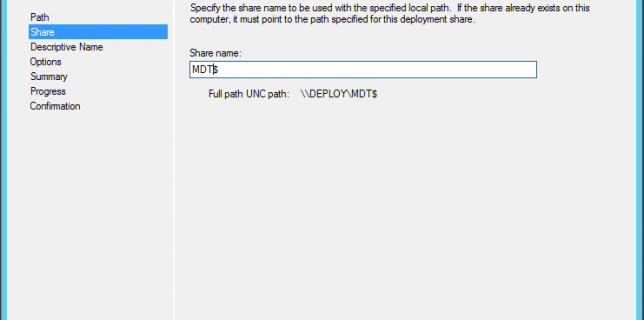 Path
Share
Descriptive Name
Options
Summary
Progress
Confirmation
Specify the share name to be used with the specified local path.  If the share already exists on this
computer, it must point to the path specified for this deployment share.
Share name:
MDT$
Full path UNC path:   \\DEPLOY\MDT$